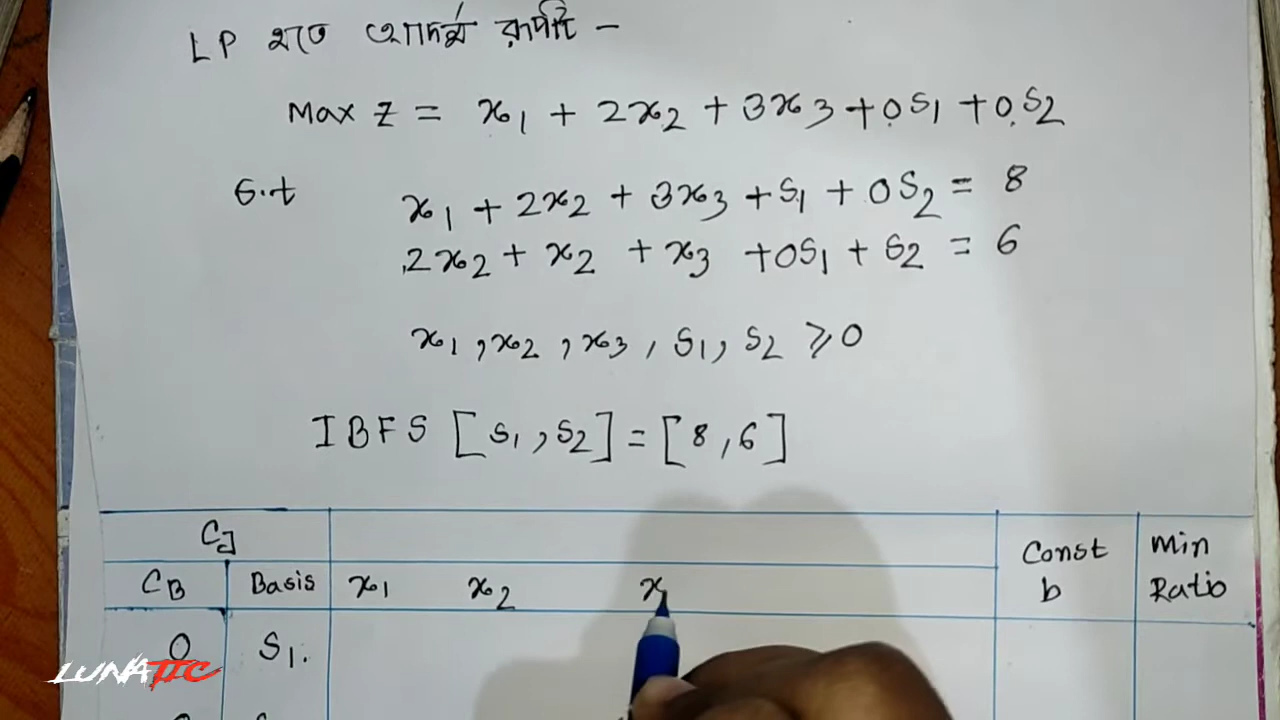 LP হতে আদর্শ রূপটি –
Max Z = x₁ + 2x₂ + 3x₃ + 0.S₁ + 0.S₂
S.t x₁ + 2x₂ + 3x₃ + S₁ + 0S₂ = 8
2x₂ + x₂ + x₃ + 0S₁ + S₂ = 6
x₁, x₂, x₃, S₁, S₂ ≥ 0
IBFS [S₁, S₂] = [8, 6]
Cj Const b Min Ratio
CB Basis x₁ x₂ x
0 S₁.
LUNATIC